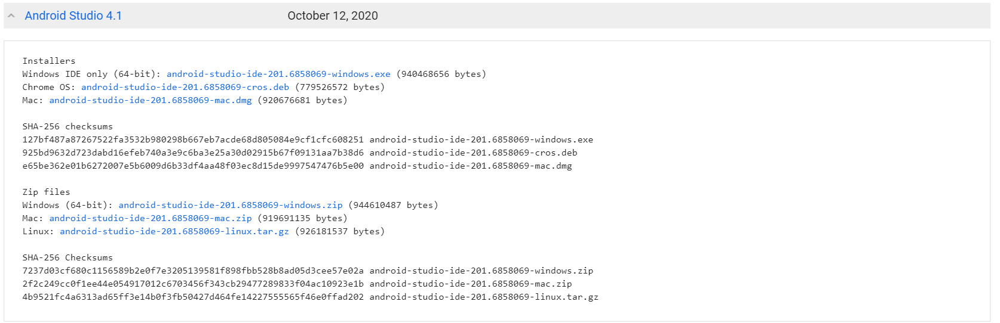 Android Studio 4.1 October 12, 2020
Installers
Windows IDE only (64-bit): android-studio-ide-201.6858069-windows.exe (940468656 bytes)
Chrome OS: android-studio-ide-201.6858069-cros.deb (779526572 bytes)
Mac: android-studio-ide-201.6858069-mac.dmg (920676681 bytes)
SHA-256 checksums
127bf487a87267522fa3532b980298b667eb7acde68d805084e9cf1cfc608251 android-studio-ide-201.6858069-windows.exe
925bd9632d723dabd16efeb740a3e9c6ba3e25a30d02915b67f09131aa7b38d6 android-studio-ide-201.6858069-cros.deb
e65be362e01b6272007e5b6009d6b33df4aa48f03ec8d15de9997547476b5e00 android-studio-ide-201.6858069-mac.dmg
Zip files
Windows (64-bit): android-studio-ide-201.6858069-windows.zip (944610487 bytes)
Mac: android-studio-ide-201.6858069-mac.zip (919691135 bytes)
Linux: android-studio-ide-201.6858069-linux.tar.gz (926181537 bytes)
SHA-256 Checksums
7237d03cf680c1156589b2e0f7e3205139581f898fbb528b8ad05d3cee57e02a android-studio-ide-201.6858069-windows.zip
2f2c249cc0f1ee44e054917012c6703456f343cb29477289833f04ac10923e1b android-studio-ide-201.6858069-mac.zip
4b9521fc4a6313ad65ff3e14b0f3fb50427d464fe14227555565f46e0ffad202 android-studio-ide-201.6858069-linux.tar.gz